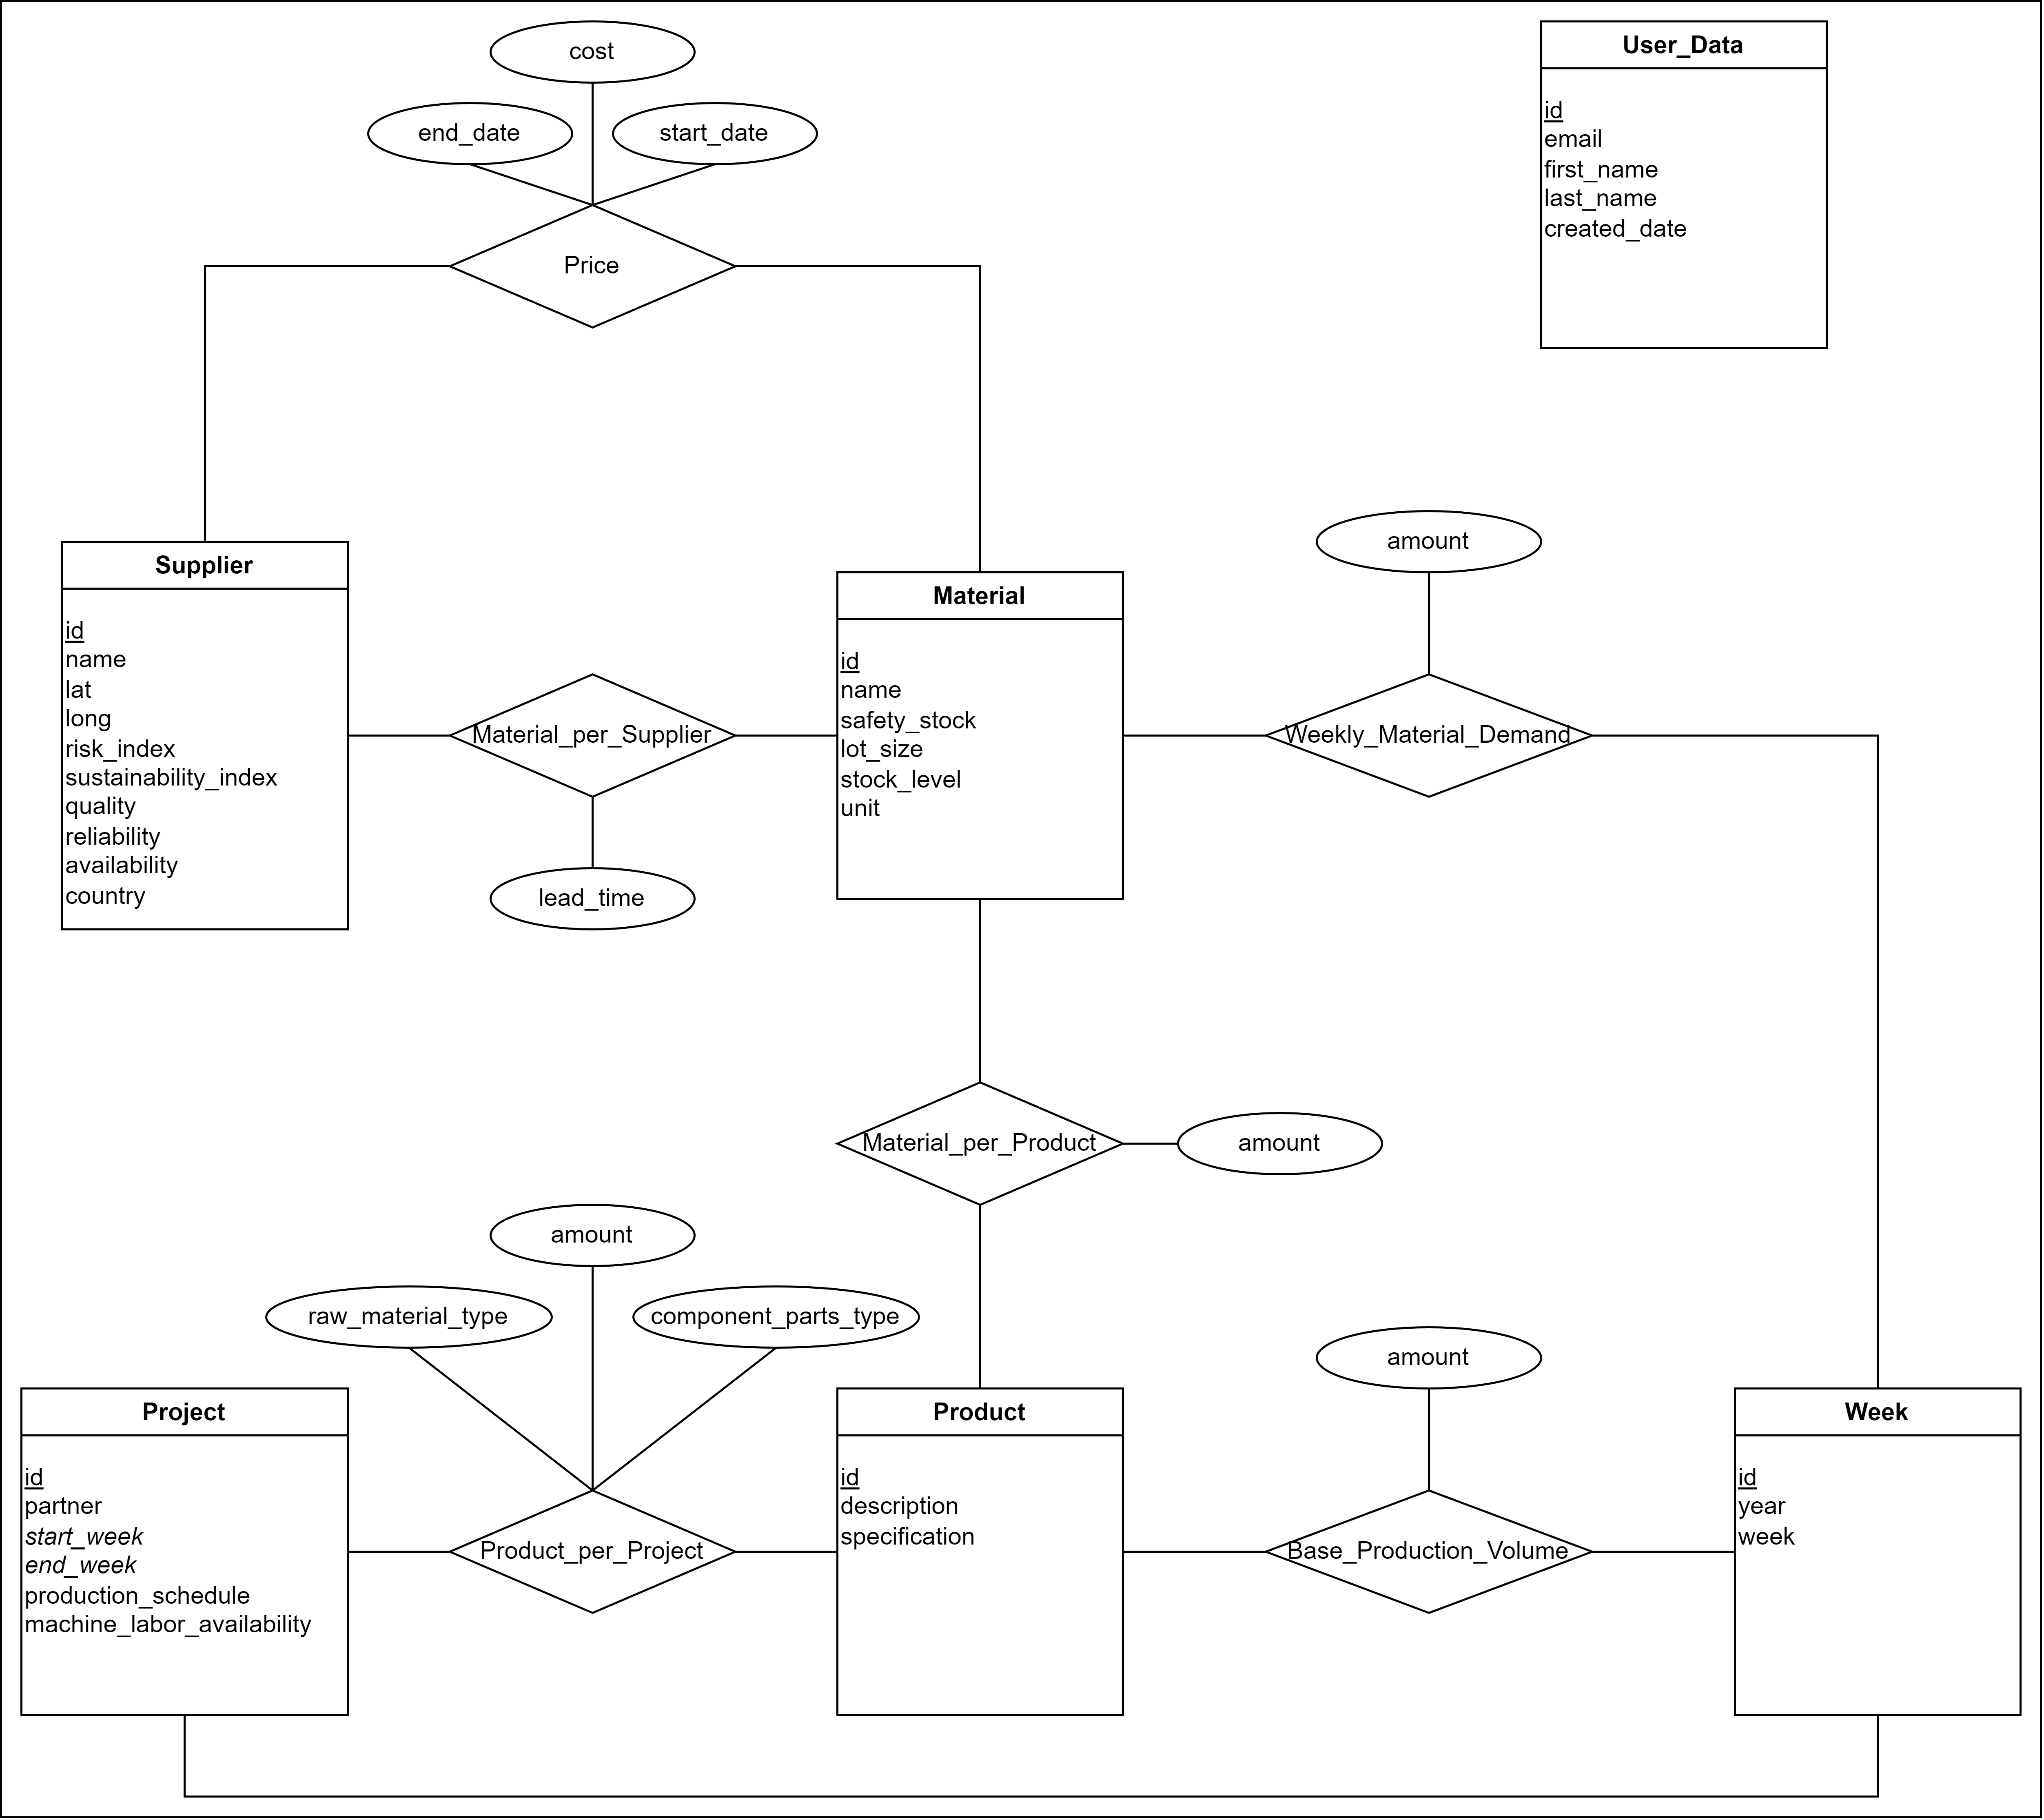 cost
end_date
start_date
Price
User_Data
id
email
first_name
last_name
created_date
Supplier
id
name
lat
long
risk_index
sustainability_index
quality
reliability
availability
country
Material_per_Supplier
lead_time
Material
id
name
safety_stock
lot_size
stock_level
unit
amount
Weekly_Material_Demand
Material_per_Product
amount
amount
raw_material_type
component_parts_type
Project
id
partner
start_week
end_week
production_schedule
machine_labor_availability
Product_per_Project
Product
id
description
specification
amount
Base_Production_Volume
Week
id
year
week